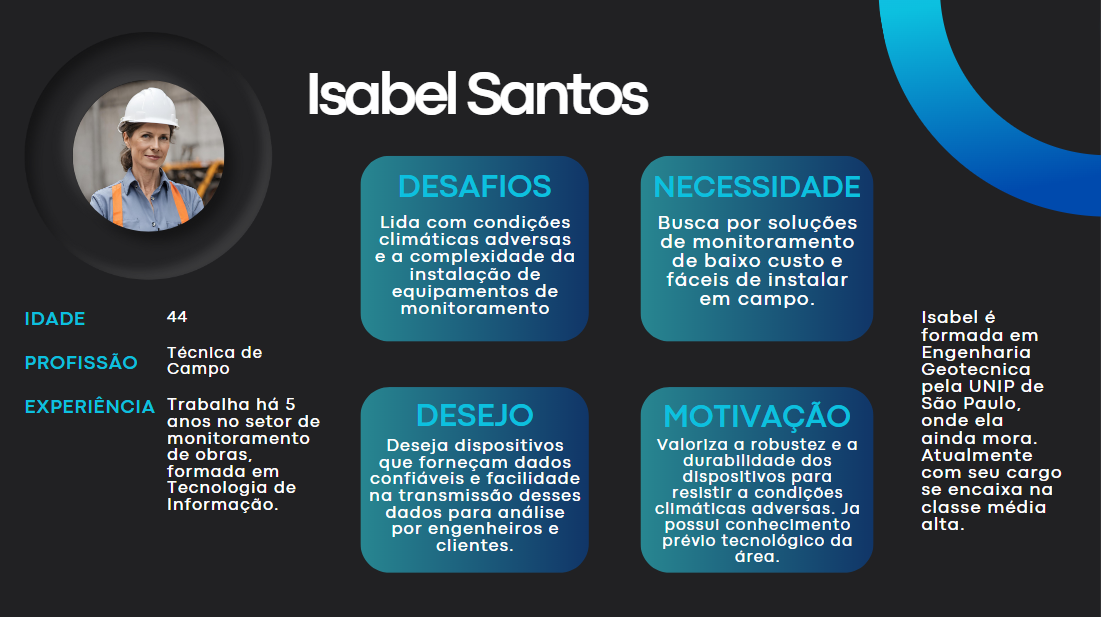 Isabel Santos
IDADE
44
PROFISSÃO
Técnica de
Campo
EXPERIÊNCIA
Trabalha há 5
anos no setor de
monitoramento
de obras,
formada em
Tecnologia de
Informação.
DESAFIOS
Lida com condições
climáticas adversas
e a complexidade da
instalação de
equipamentos de
monitoramento
NECESSIDADE
Busca por soluções
de monitoramento
de baixo custo e
fáceis de instalar
em campo.
DESEJO
Deseja dispositivos
que forneçam dados
confiáveis e facilidade
na transmissão desses
dados para análise
por engenheiros e
clientes.
MOTIVAÇÃO
Valoriza a robustez e a
durabilidade dos
dispositivos para
resistir a condições
climáticas adversas. Ja
possui conhecimento
prévio tecnológico da
área.
Isabel é
formada em
Engenharia
Geotecnica
pela UNIP de
São Paulo,
onde ela
ainda mora.
Atualmente
com seu cargo
se encaixa na
classe média
alta.